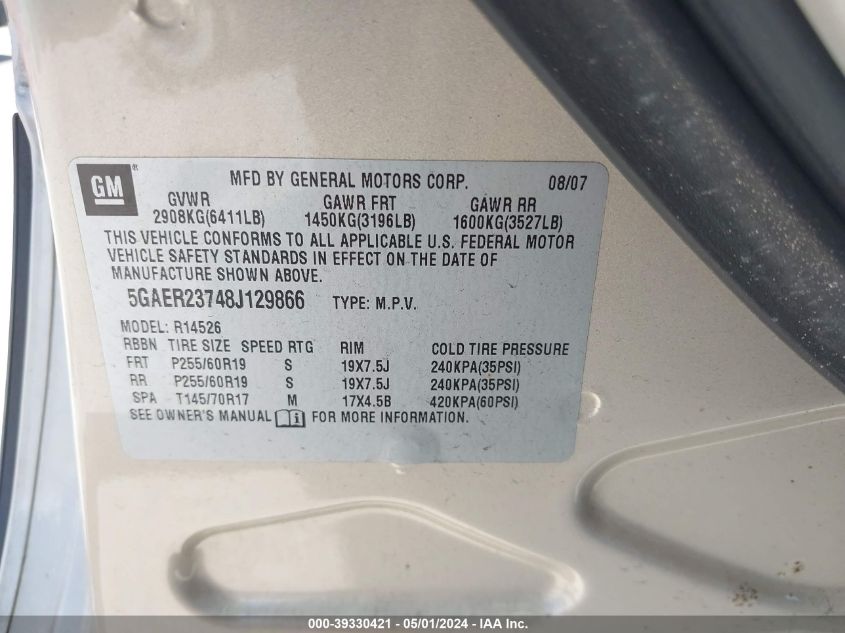 GM ®
MFD BY GENERAL MOTORS CORP. 08/07
GVWR GAWR FRT GAWR RR
2908KG(6411LB) 1450KG(3196LB) 1600KG(3527LB)
THIS VEHICLE CONFORMS TO ALL APPLICABLE U.S. FEDERAL MOTOR
VEHICLE SAFETY STANDARDS IN EFFECT ON THE DATE OF
MANUFACTURE SHOWN ABOVE.
5GAER23748J129866 TYPE: M.P.V.
MODEL: R14526
RBBN TIRE SIZE SPEED RTG RIM COLD TIRE PRESSURE
FRT P255/60R19 S 19X7.5J 240KPA(35PSI)
RR P255/60R19 S 19X7.5J 240KPA(35PSI)
SPA T145/70R17 M 17X4.5B 420KPA(60PSI)
SEE OWNER'S MANUAL i FOR MORE INFORMATION.
000-39330421 - 05/01/2024 - IAA Inc.